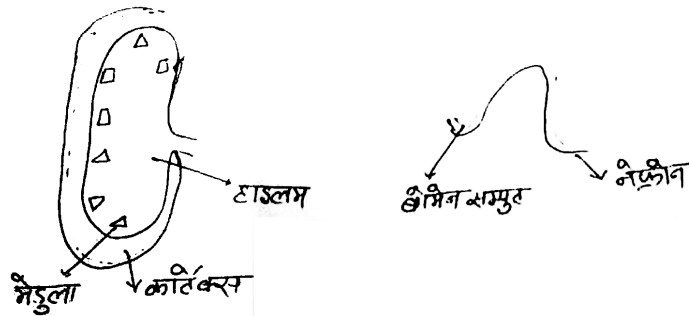 हाइलम
मेडुला
कार्टेक्स
बोमेन सम्पुट
नेफ्रोन